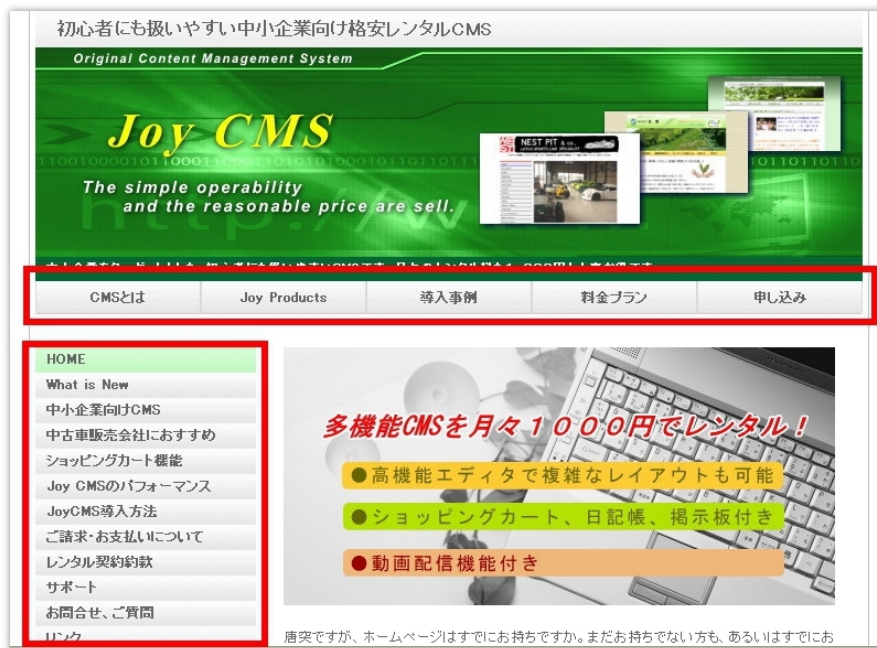 初心者にも扱いやすい中小企業向け格安レンタルCMS
Original Content Management System
Joy CMS
The simple operability
and the reasonable price are sell.
NEST PIT & co.,
CMSとは
Joy Products
導入事例
料金プラン
申し込み
HOME
What is New
中小企業向けCMS
中古車販売会社におすすめ
ショッピングカート機能
Joy CMSのパフォーマンス
JoyCMS導入方法
ご請求・お支払いについて
レンタル契約約款
サポート
お問合せ、ご質問
リンク
多機能CMSを月々1000円でレンタル!
●高機能エディタで複雑なレイアウトも可能
●ショッピングカート、日記帳、掲示板付き
●動画配信機能付き
唐突ですが、ホームページはすでにお持ちですか。まだお持ちでない方も、あるいはすでにお